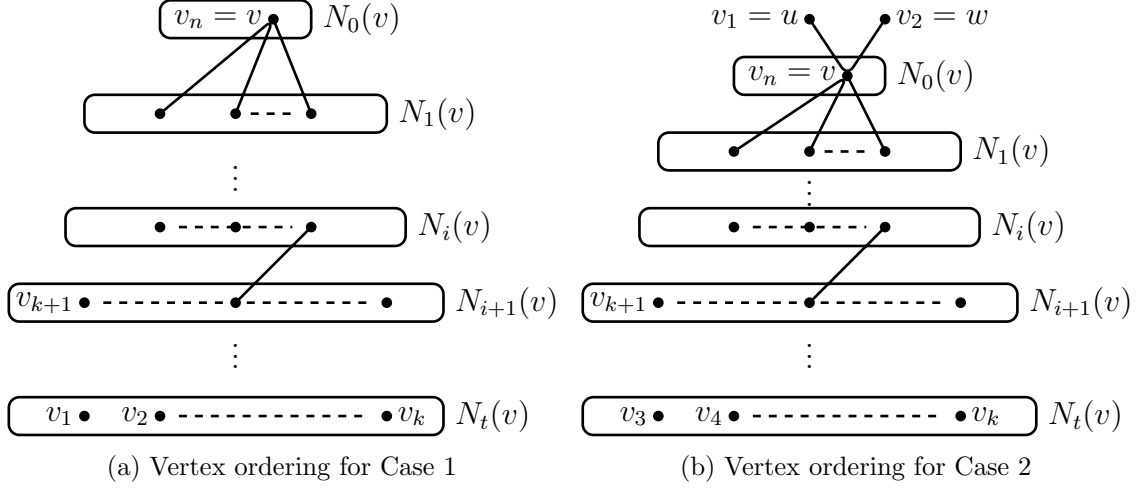 v_n = v N_0(v)
N_1(v)
⋮
N_i(v)
v_{k+1} N_{i+1}(v)
⋮
v_1 v_2 v_k N_t(v)
(a) Vertex ordering for Case 1
v_1 = u v_2 = w
v_n = v N_0(v)
N_1(v)
⋮
N_i(v)
v_{k+1} N_{i+1}(v)
⋮
v_3 v_4 v_k N_t(v)
(b) Vertex ordering for Case 2